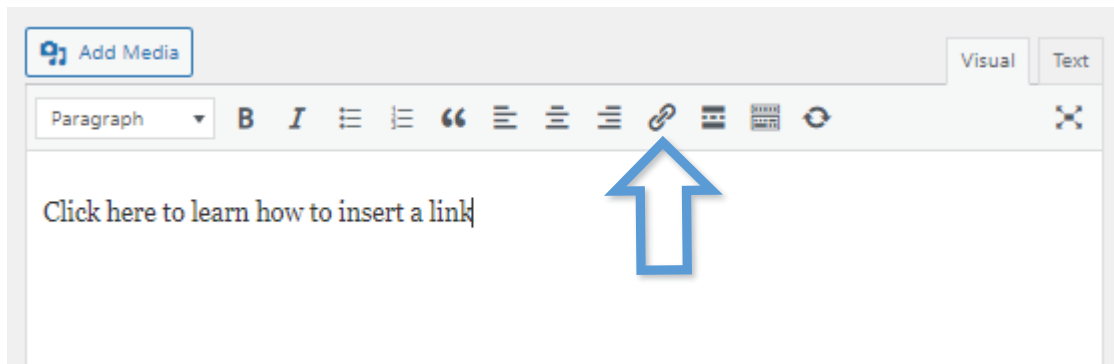 Add Media
Visual Text
Paragraph B I
Click here to learn how to insert a link